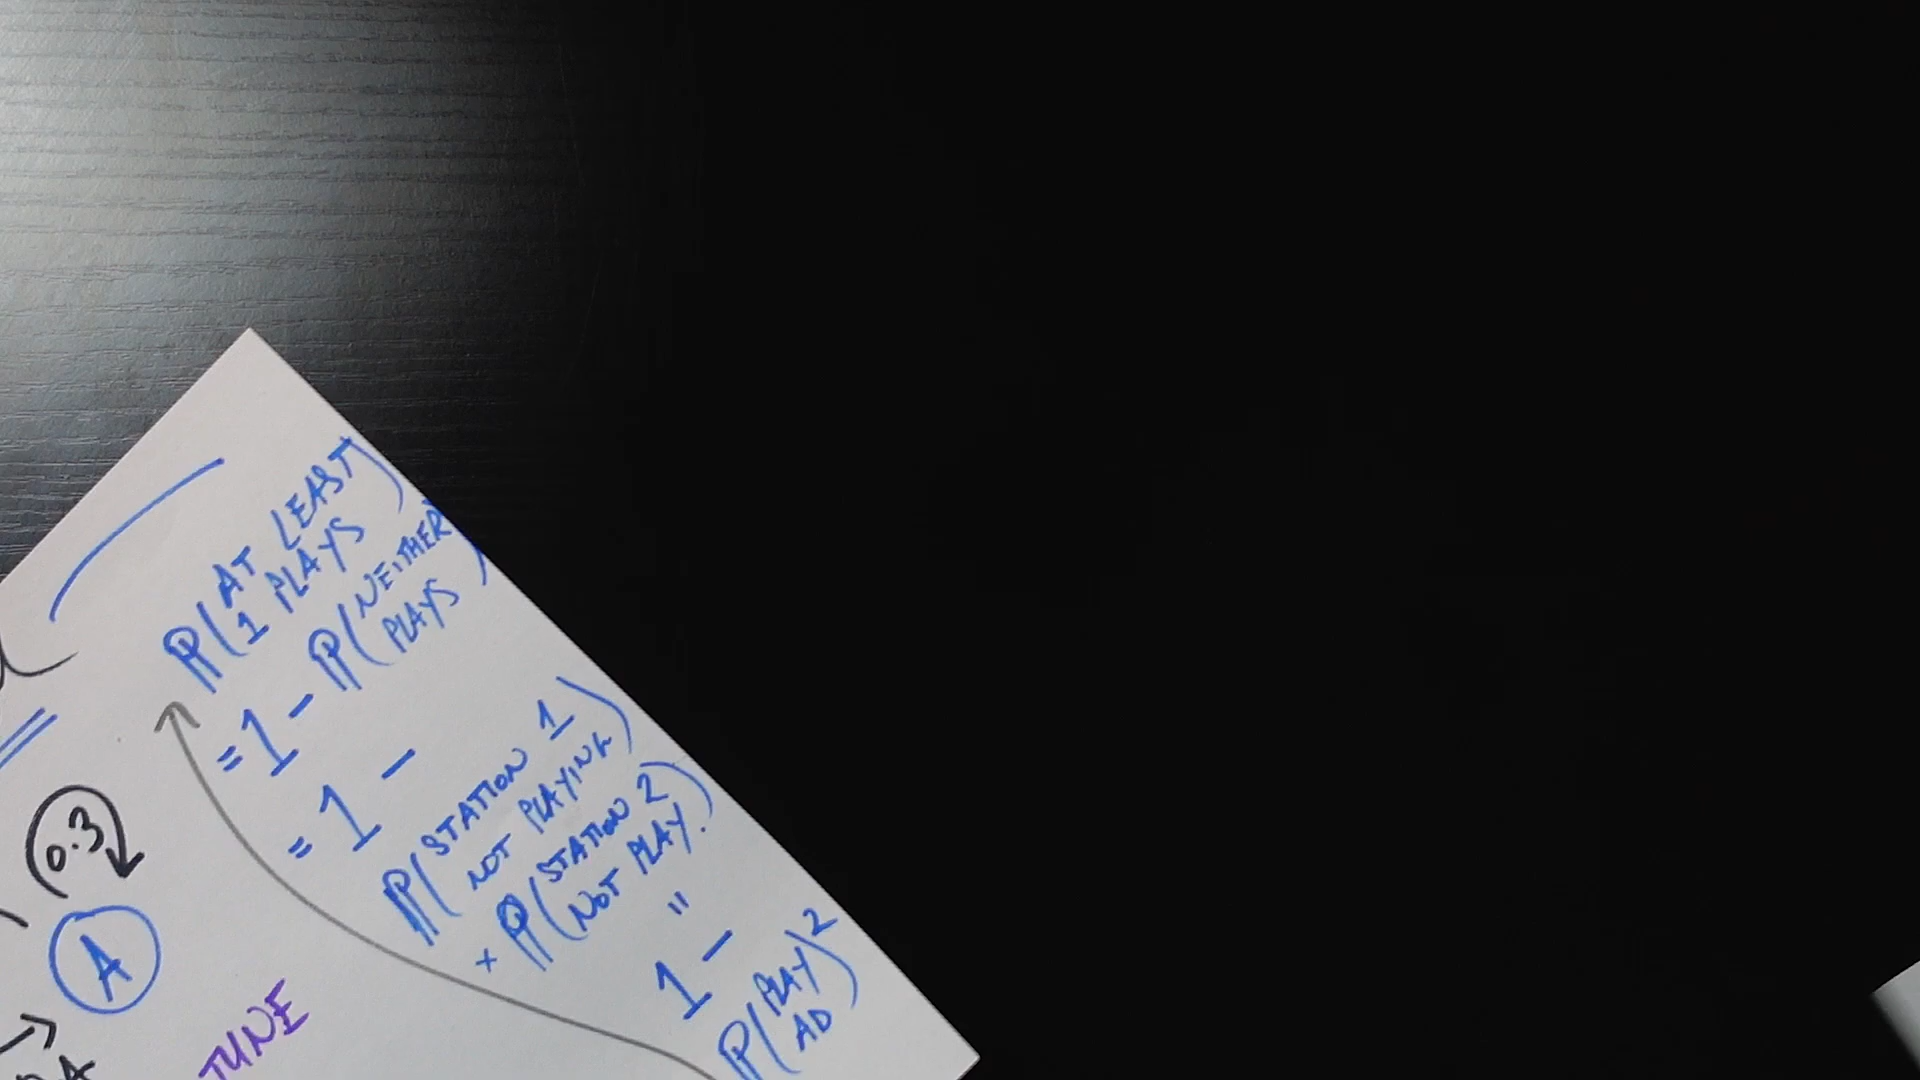 ℙ(AT LEAST
1 PLAYS)
= 1 - ℙ(NEITHER
PLAYS)
= 1 -
ℙ(STATION 1
NOT PLAYING)
× ℙ(STATION 2
NOT PLAY.)
"
1 -
ℙ(PLAY
AD)²
0.3
A
TUNE